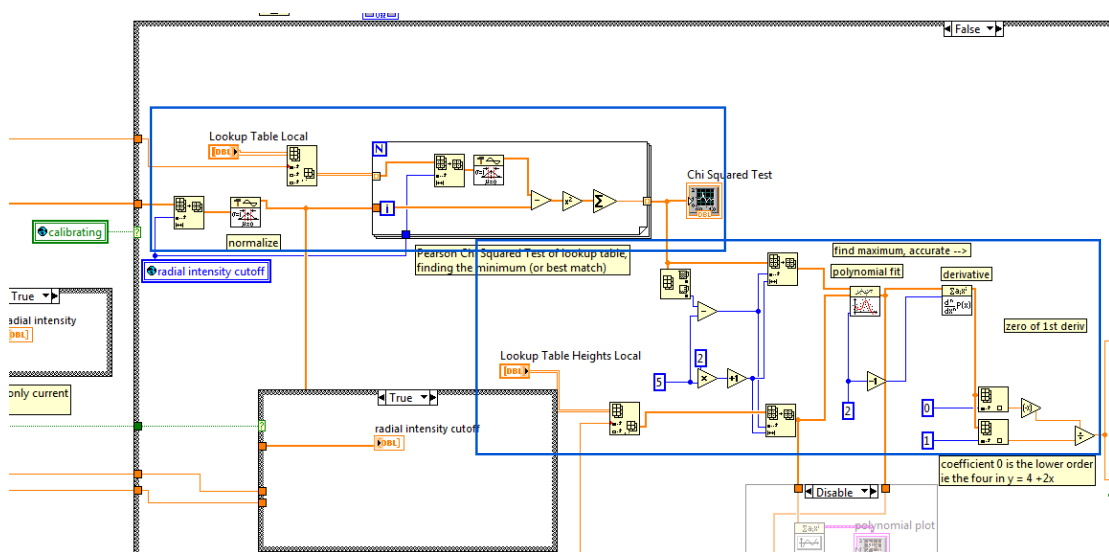 False
Lookup Table Local
[DBL]
N
i
Chi Squared Test
DBL
calibrating
normalize
radial intensity cutoff
Pearson Chi Squared Test of lookup table,
finding the minimum (or best match)
find maximum, accurate -->
polynomial fit
derivative
zero of 1st deriv
True
adial intensity
DBL]
only current
Lookup Table Heights Local
[DBL]
5
2
+1
-1
2
0
1
True
radial intensity cutoff
DBL]
coefficient 0 is the lower order
ie the four in y = 4 +2x
Disable
polynomial plot